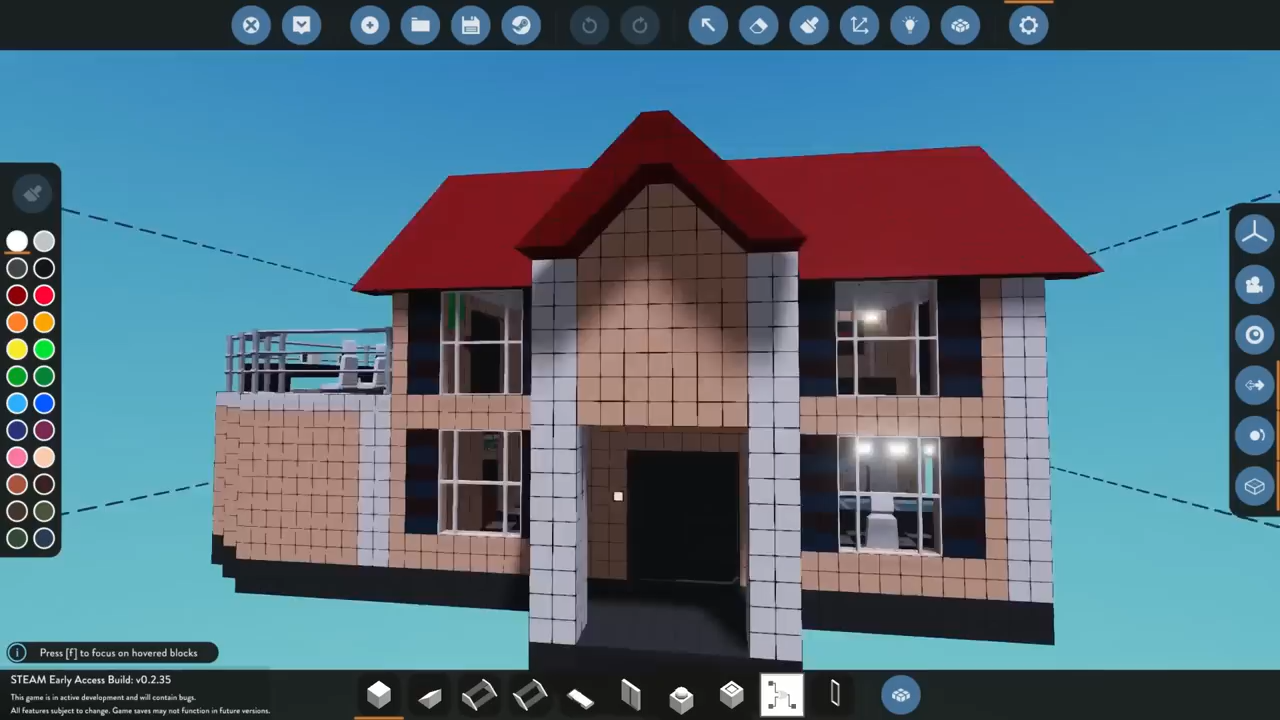 Press [f] to focus on hovered blocks
STEAM Early Access Build: v0.2.35
This game is in active development and will contain bugs.
All features subject to change. Game saves may not function in future versions.